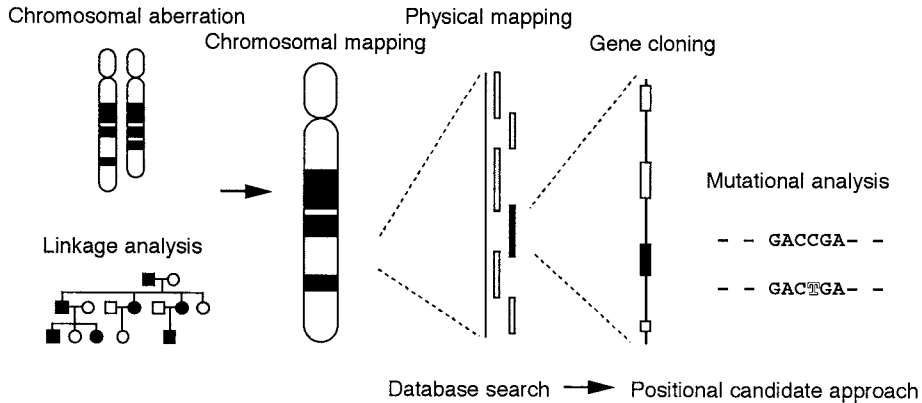 Chromosomal aberration
Physical mapping
Chromosomal mapping
Gene cloning
Mutational analysis
- - GACCGA- -
Linkage analysis
- - GACTGA- -
Database search
Positional candidate approach